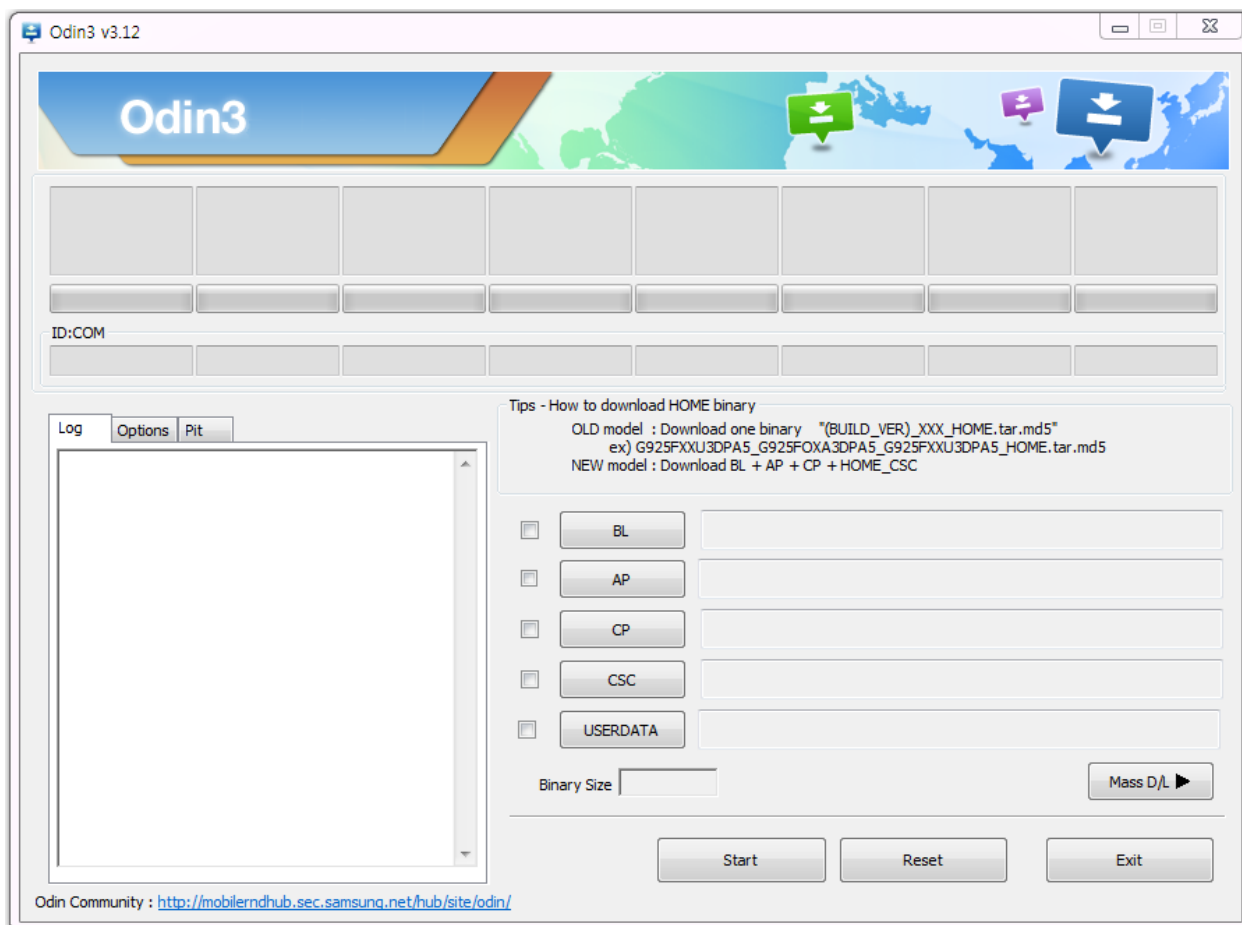 Odin3 v3.12
Odin3
ID:COM
Log
Options
Pit
Tips - How to download HOME binary
OLD model : Download one binary "(BUILD_VER)_XXX_HOME.tar.md5"
ex) G925FXXU3DPA5_G925FOXA3DPA5_G925FXXU3DPA5_HOME.tar.md5
NEW model : Download BL + AP + CP + HOME_CSC
BL
AP
CP
CSC
USERDATA
Binary Size
Mass D/L ▶
Start
Reset
Exit
Odin Community : http://mobilerndhub.sec.samsung.net/hub/site/odin/